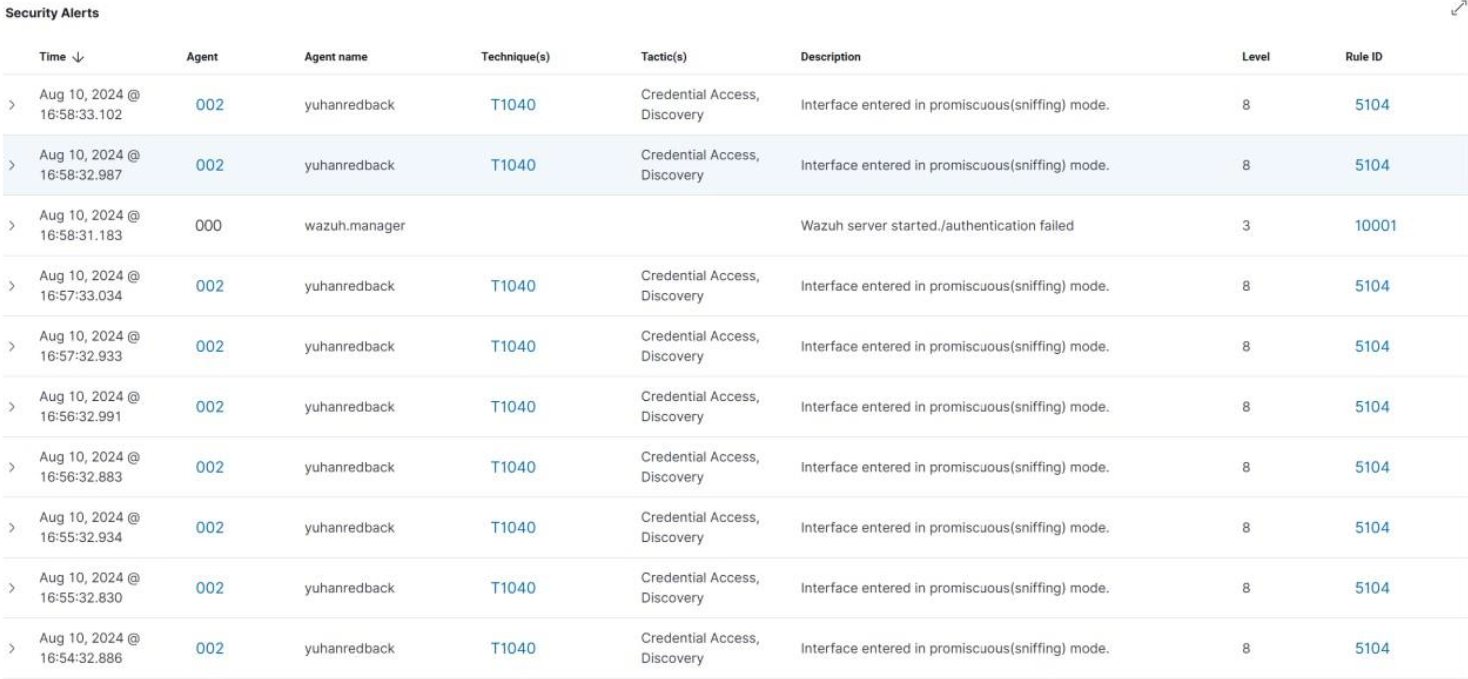 Security Alerts
Time ↓ Agent Agent name Technique(s) Tactic(s) Description Level Rule ID
Aug 10, 2024 @ Credential Access,
002 yuhanredback T1040 Interface entered in promiscuous(sniffing) mode. 8 5104
16:58:33.102 Discovery
Aug 10, 2024 @ Credential Access,
002 yuhanredback T1040 Interface entered in promiscuous(sniffing) mode. 8 5104
16:58:32.987 Discovery
Aug 10, 2024 @
000 wazuh.manager Wazuh server started./authentication failed 3 10001
16:58:31.183
Aug 10, 2024 @ Credential Access,
002 yuhanredback T1040 Interface entered in promiscuous(sniffing) mode. 8 5104
16:57:33.034 Discovery
Aug 10, 2024 @ Credential Access,
002 yuhanredback T1040 Interface entered in promiscuous(sniffing) mode. 8 5104
16:57:32.933 Discovery
Aug 10, 2024 @ Credential Access,
002 yuhanredback T1040 Interface entered in promiscuous(sniffing) mode. 8 5104
16:56:32.991 Discovery
Aug 10, 2024 @ Credential Access,
002 yuhanredback T1040 Interface entered in promiscuous(sniffing) mode. 8 5104
16:56:32.883 Discovery
Aug 10, 2024 @ Credential Access,
002 yuhanredback T1040 Interface entered in promiscuous(sniffing) mode. 8 5104
16:55:32.934 Discovery
Aug 10, 2024 @ Credential Access,
002 yuhanredback T1040 Interface entered in promiscuous(sniffing) mode. 8 5104
16:55:32.830 Discovery
Aug 10, 2024 @ Credential Access,
002 yuhanredback T1040 Interface entered in promiscuous(sniffing) mode. 8 5104
16:54:32.886 Discovery